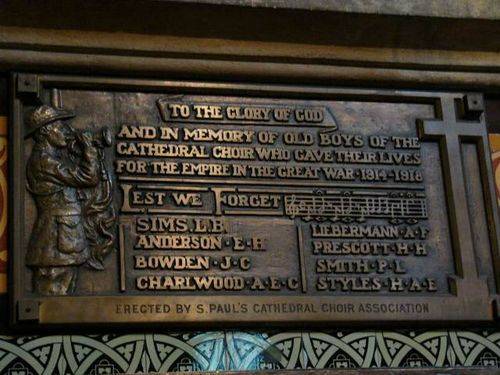 TO THE GLORY OF GOD
AND IN MEMORY OF OLD BOYS OF THE
CATHEDRAL CHOIR WHO GAVE THEIR LIVES
FOR THE EMPIRE IN THE GREAT WAR·1914-1918
LEST WE FORGET
SIMS, L.B.
ANDERSON·E·H
BOWDEN·J·C
CHARLWOOD·A·E·C
LIEBERMANN·A·F
PRESCOTT·H·H
SMITH·P·L
STYLES·H·A·E
ERECTED BY S. PAUL'S CATHEDRAL CHOIR ASSOCIATION